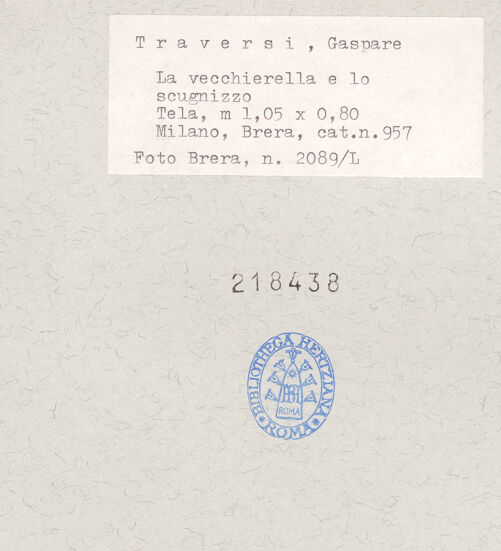 Traversi, Gaspare
La vecchierella e lo
scugnizzo
Tela, m 1,05 x 0,80
Milano, Brera, cat.n.957
Foto Brera, n. 2089/L
218438
BIBLIOTHECA HERTZIANA
ROMA
ROMA